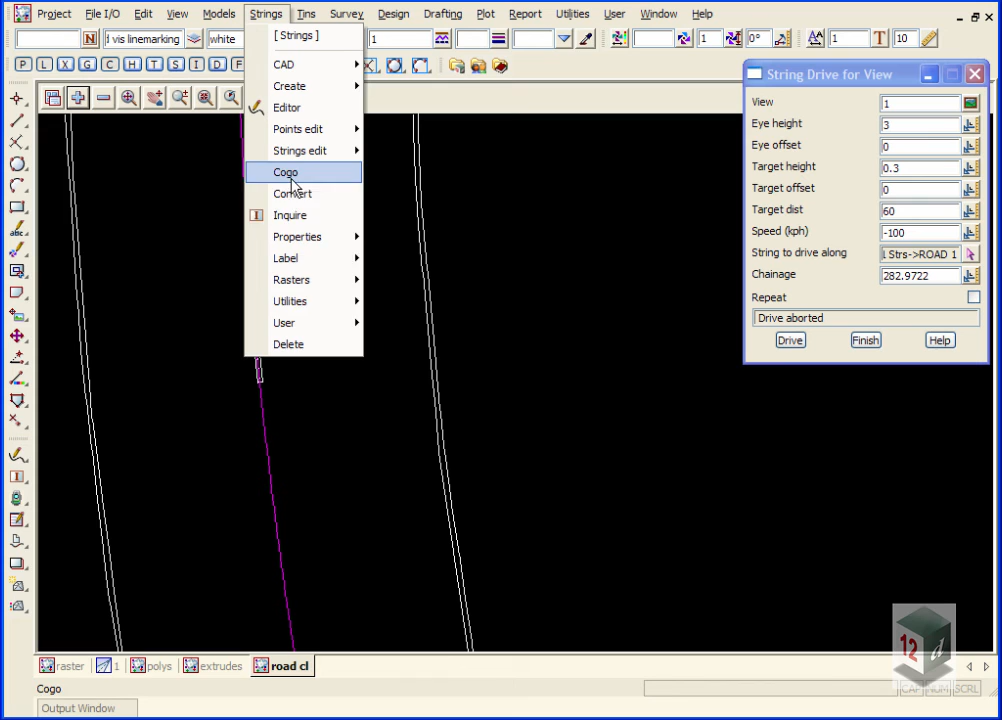 Project File I/O Edit View Models Strings Tins Survey Design Drafting Plot Report Utilities User Window Help
N l vis linemarking white 1 1 0° 1 T 10
P L X G C H T S I D F
[ Strings ]
CAD
Create
Editor
Points edit
Strings edit
Cogo
Convert
Inquire
Properties
Label
Rasters
Utilities
User
Delete
String Drive for View
View 1
Eye height 3
Eye offset 0
Target height 0.3
Target offset 0
Target dist 60
Speed (kph) -100
String to drive along l Strs->ROAD 1
Chainage 282.9722
Repeat
Drive aborted
Drive Finish Help
12d
raster 1 polys extrudes road cl
Cogo CAP NUM SCRL
Output Window